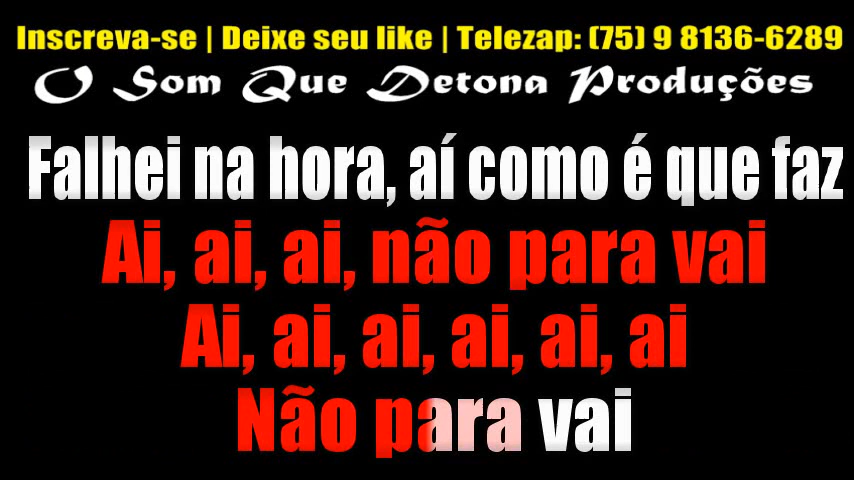 Inscreva-se | Deixe seu like | Telezap: (75) 9 8136-6289
O Som Que Detona Produções
Falhei na hora, aí como é que faz
Ai, ai, ai, não para vai
Ai, ai, ai, ai, ai, ai
Não para vai